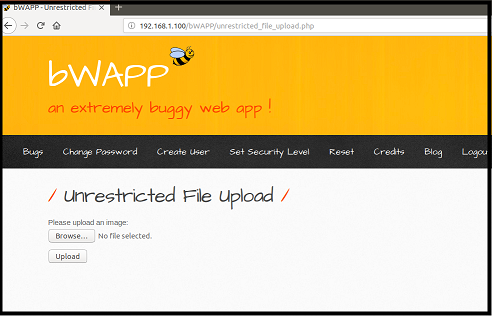 bWAPP - Unrestricted Fi
192.168.1.100/bWAPP/unrestricted_file_upload.php
bWAPP
an extremely buggy web app !
Bugs Change Password Create User Set Security Level Reset Credits Blog Logou
/ Unrestricted File Upload /
Please upload an image:
Browse... No file selected.
Upload